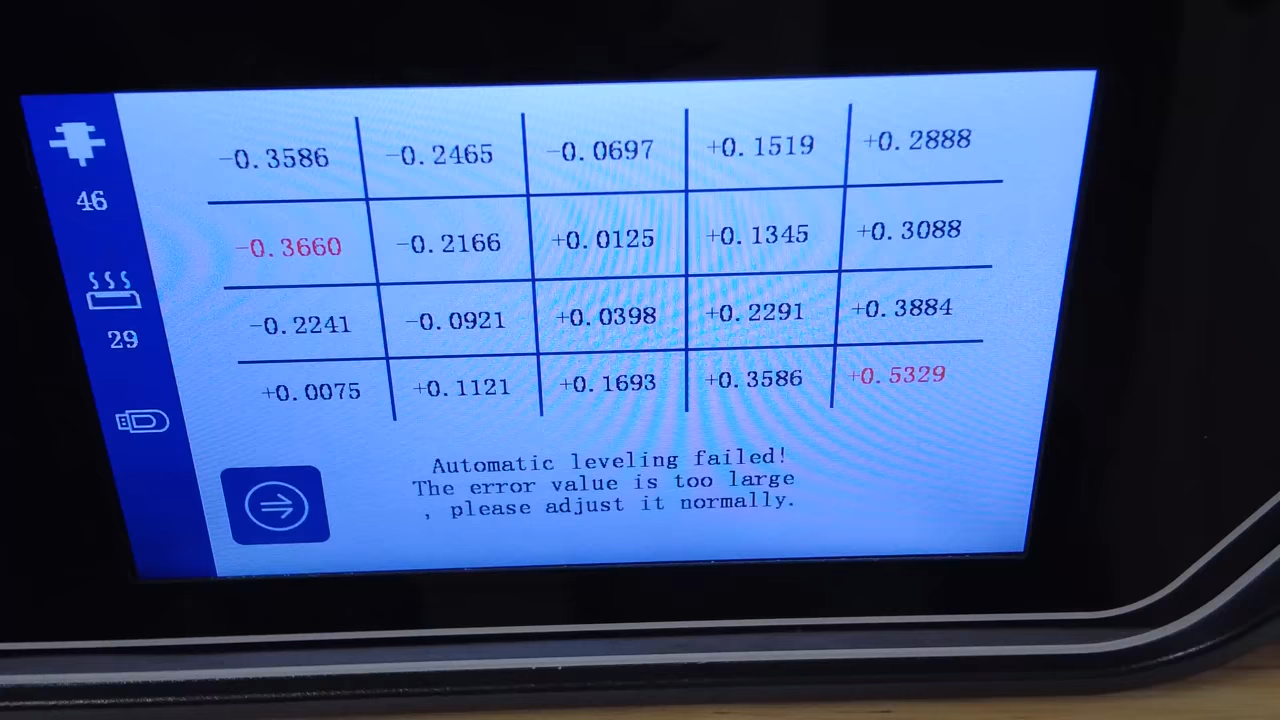 46
29
-0.3586 -0.2465 -0.0697 +0.1519 +0.2888
-0.3660 -0.2166 +0.0125 +0.1345 +0.3088
-0.2241 -0.0921 +0.0398 +0.2291 +0.3884
+0.0075 +0.1121 +0.1693 +0.3586 +0.5329
Automatic leveling failed!
The error value is too large
, please adjust it normally.